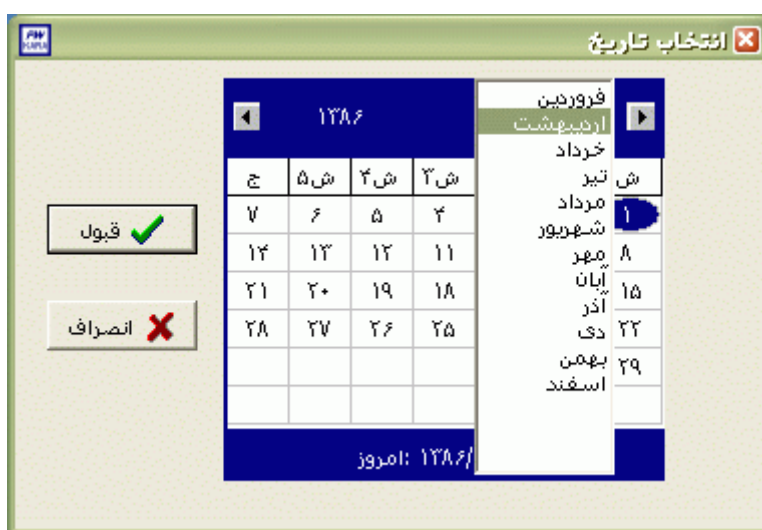 انتخاب تاریخ
۱۳۸۶
فروردین
اردیبهشت
خرداد
تیر
مرداد
شهریور
مهر
آبان
آذر
دی
بهمن
اسفند
ش ش۳ ش۴ ش۵ ج
۱ ۴ ۵ ۶ ۷
۸ ۱۱ ۱۲ ۱۳ ۱۴
۱۵ ۱۸ ۱۹ ۲۰ ۲۱
۲۲ ۲۵ ۲۶ ۲۷ ۲۸
۲۹
امروز: ۱۳۸۶/
قبول
انصراف